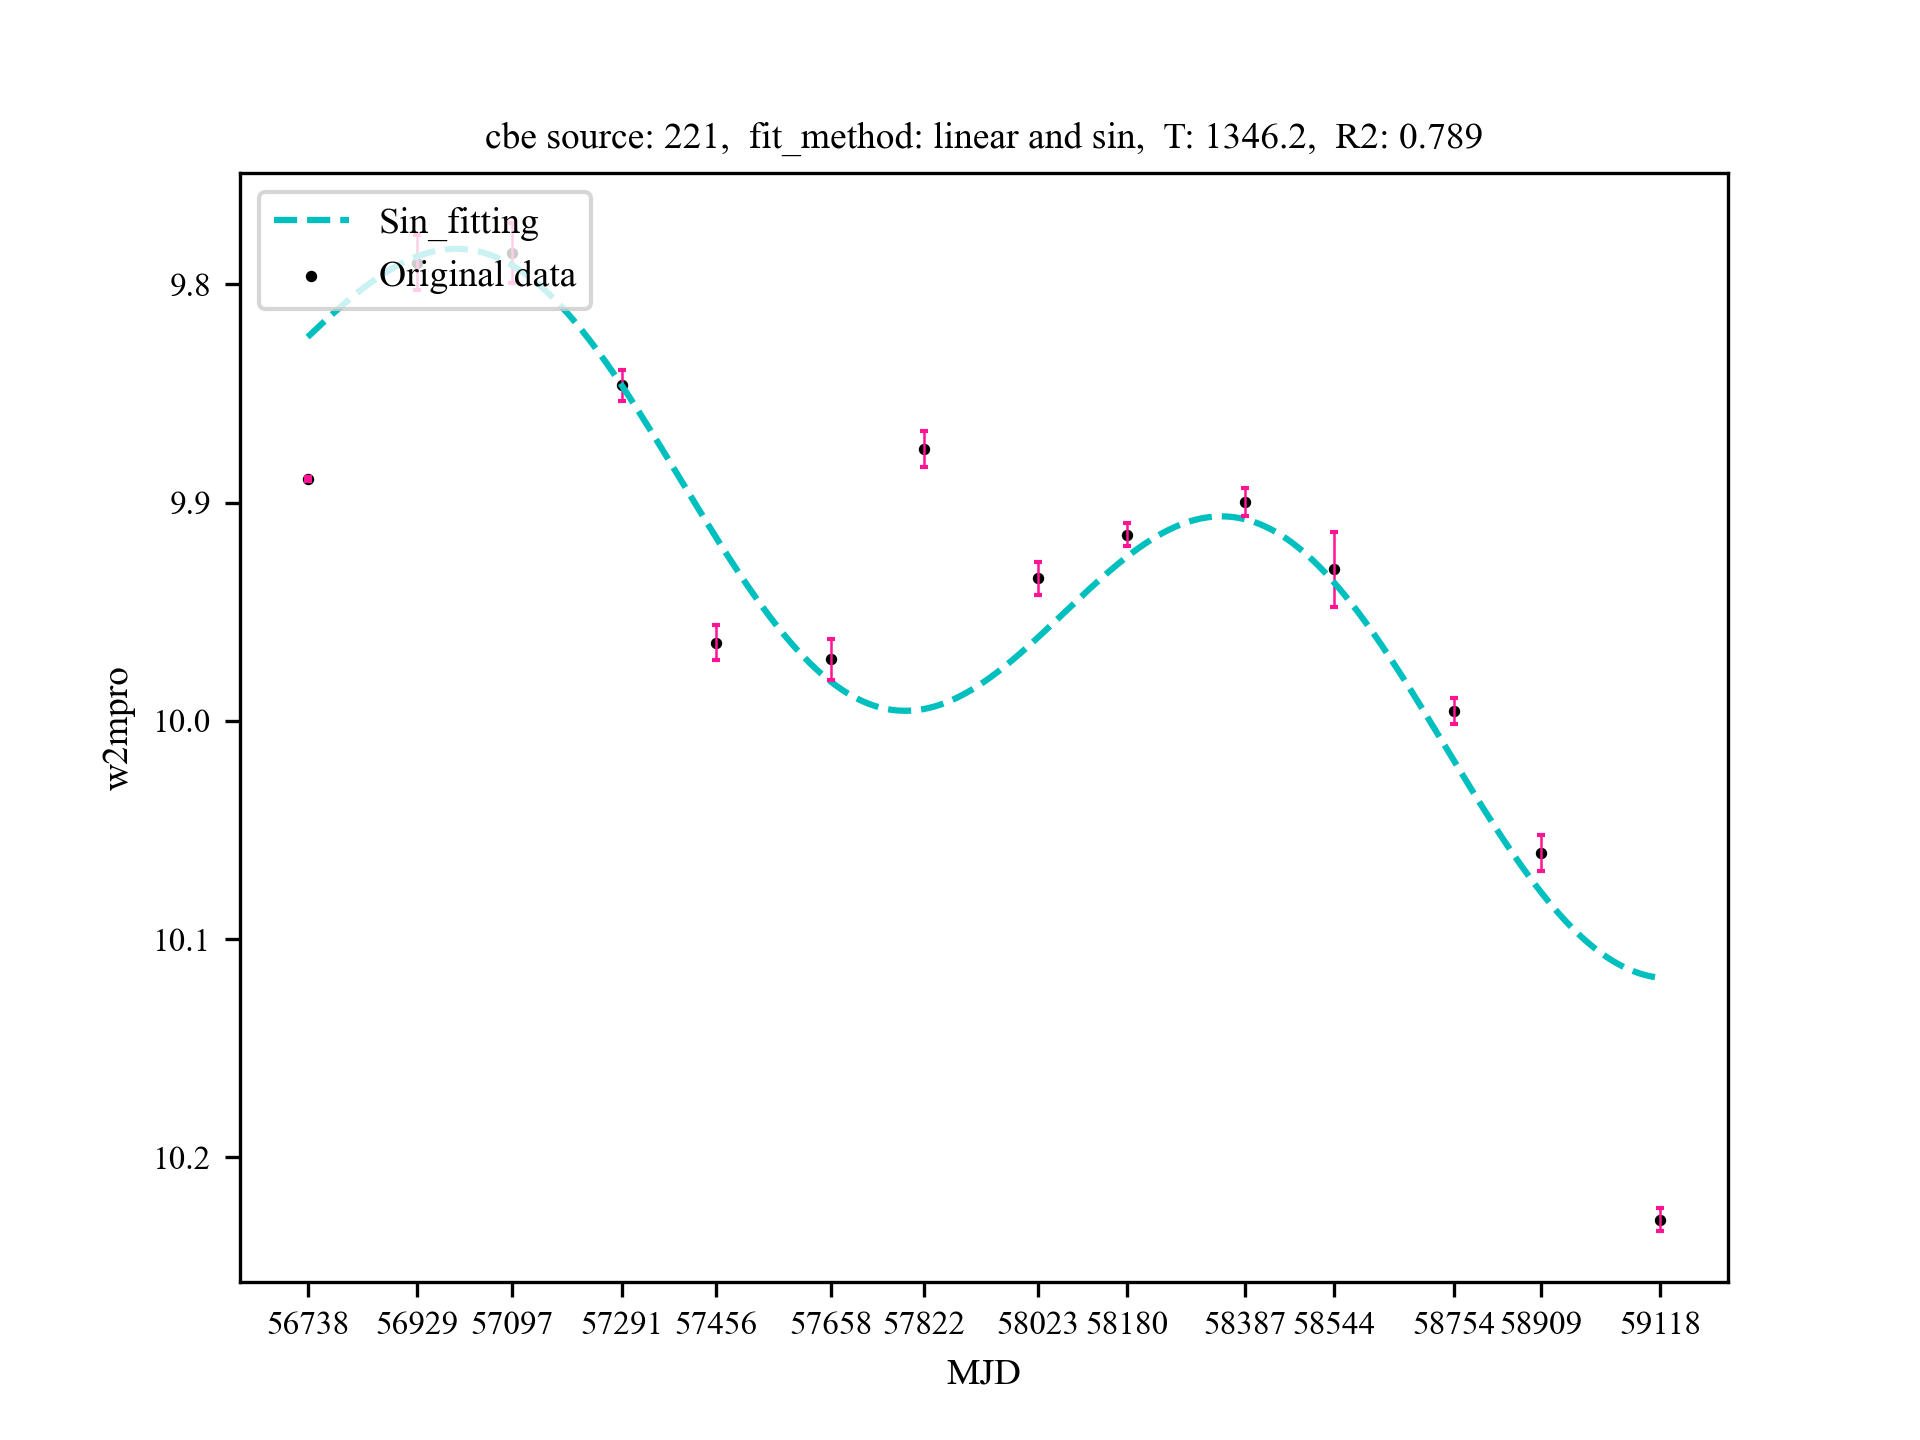 cbe source: 221,  fit_method: linear and sin,  T: 1346.2,  R2: 0.789
Sin_fitting
Original data
9.8
9.9
10.0
10.1
10.2
w2mpro
56738 56929 57097 57291 57456 57658 57822 58023 58180 58387 58544 58754 58909 59118
MJD